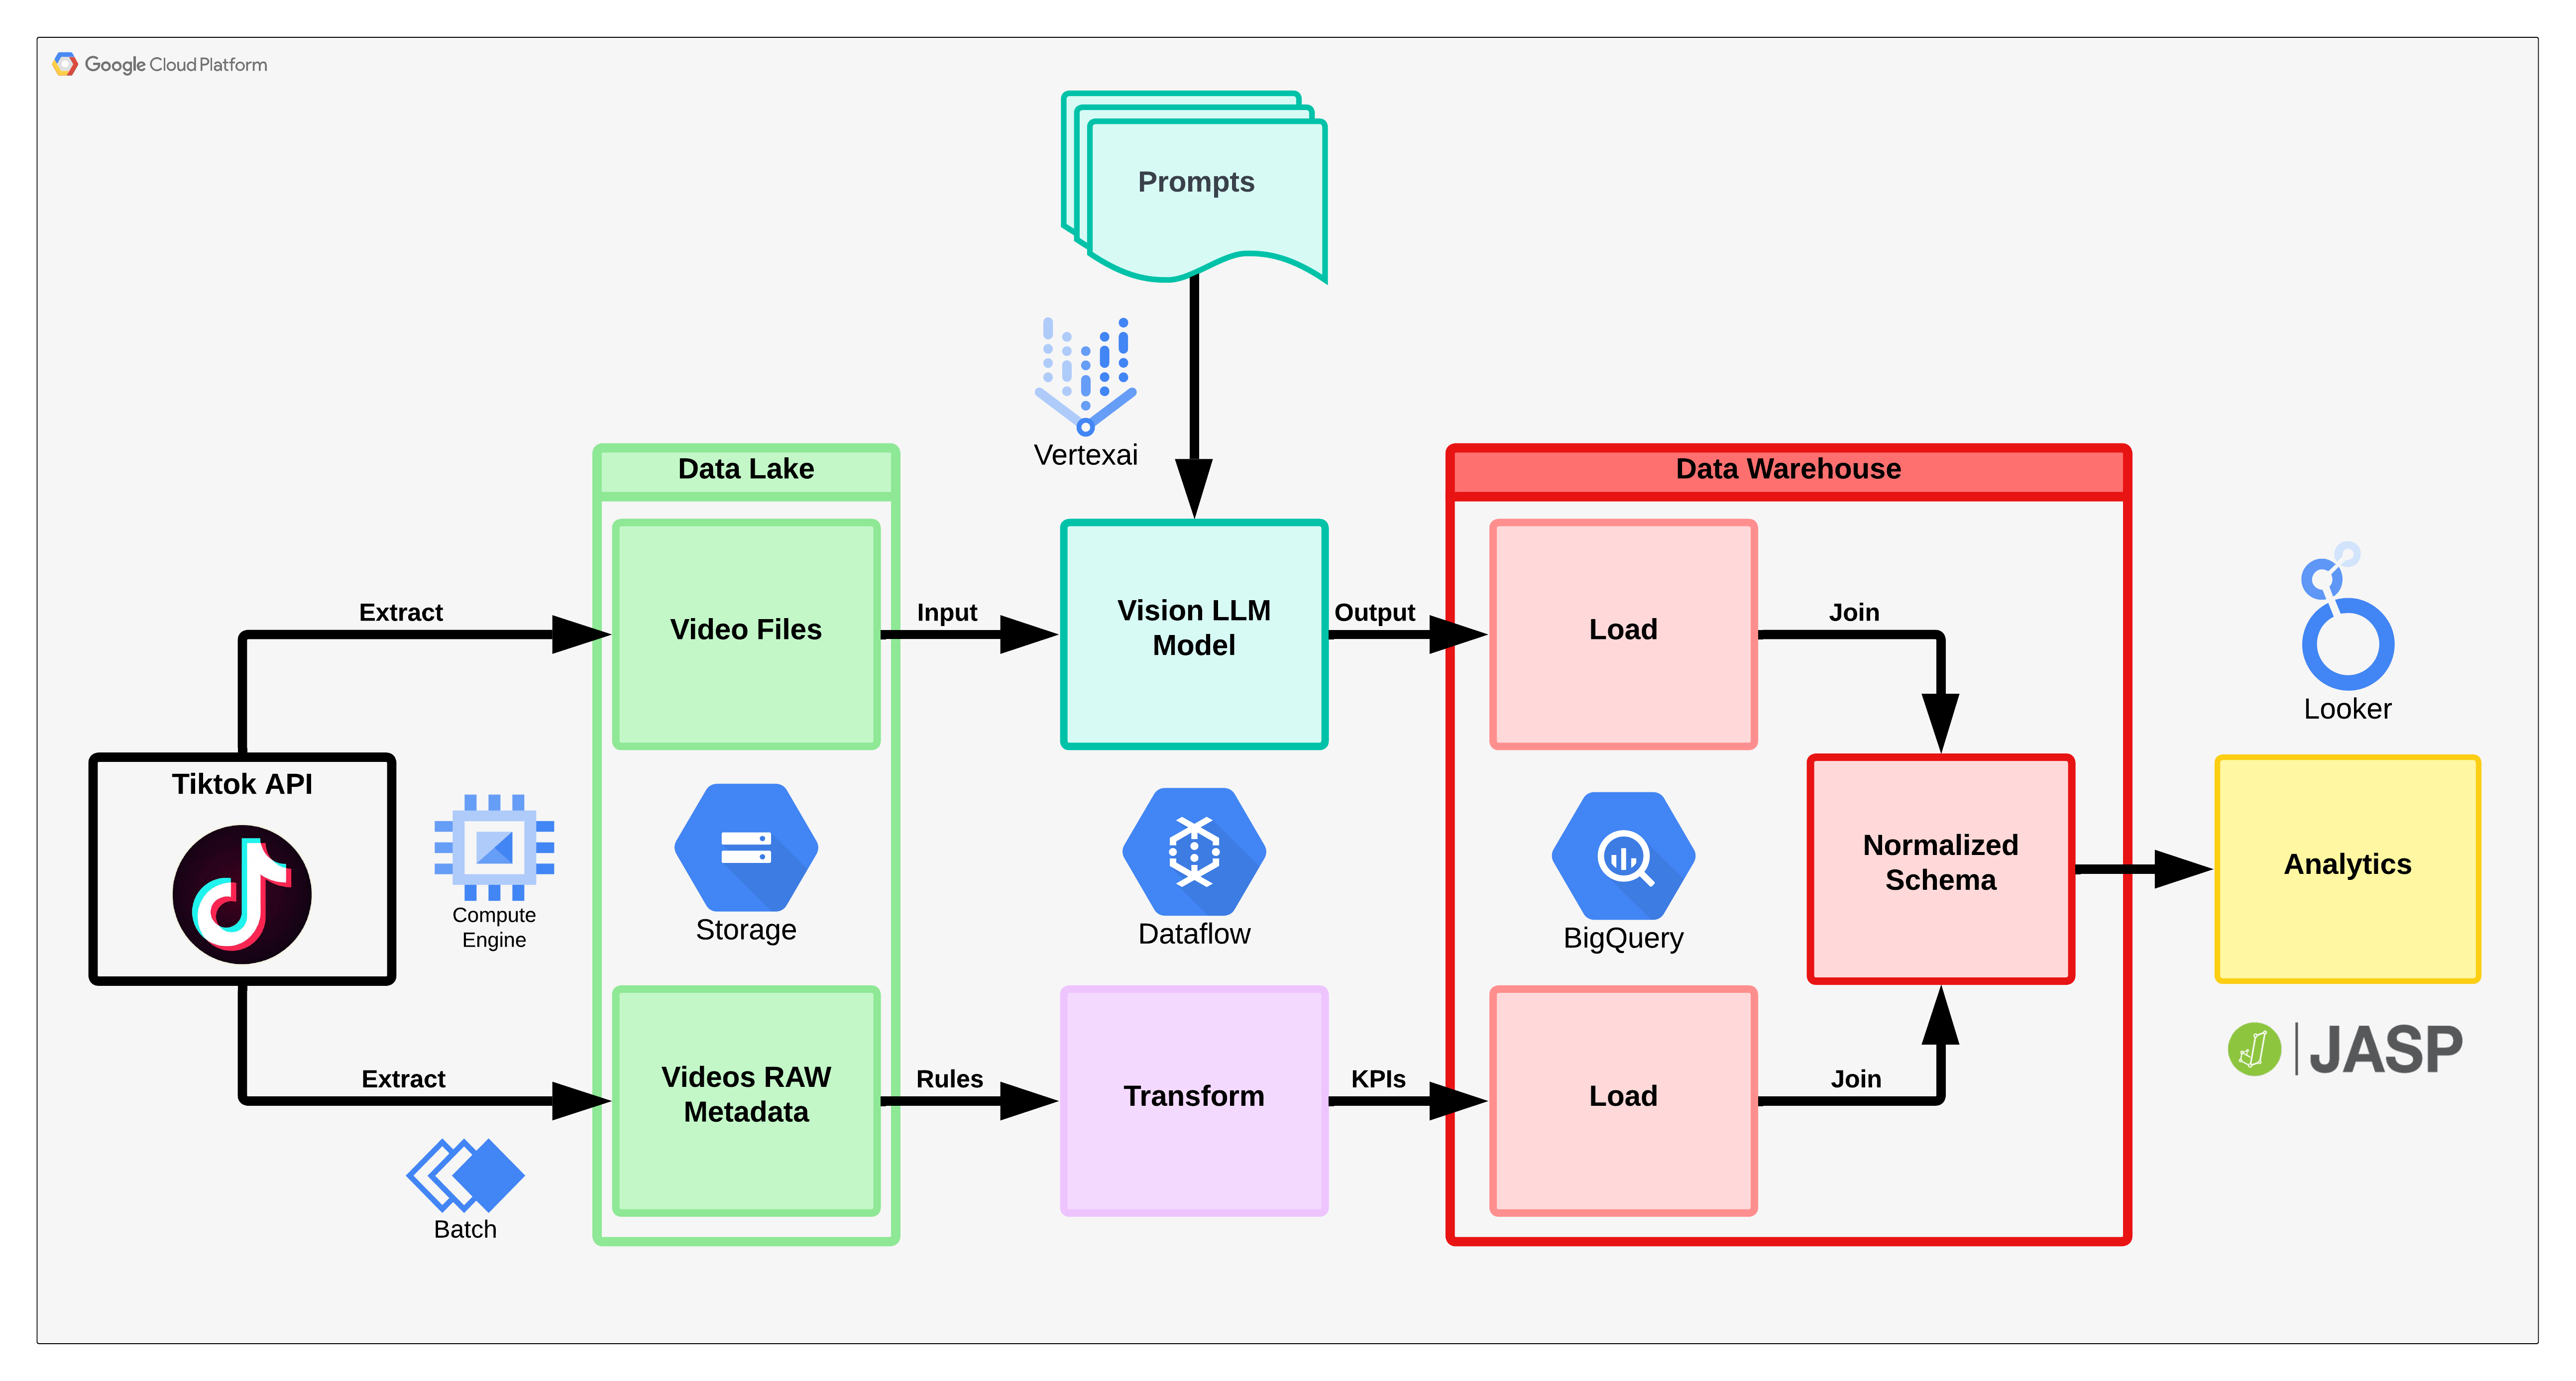 Google Cloud Platform
Prompts
Vertexai
Data Lake
Data Warehouse
Extract
Video Files
Input
Vision LLM
Model
Output
Load
Join
Looker
Tiktok API
Compute
Engine
Storage
Dataflow
BigQuery
Normalized
Schema
Analytics
Extract
Videos RAW
Metadata
Rules
Transform
KPIs
Load
Join
JASP
Batch